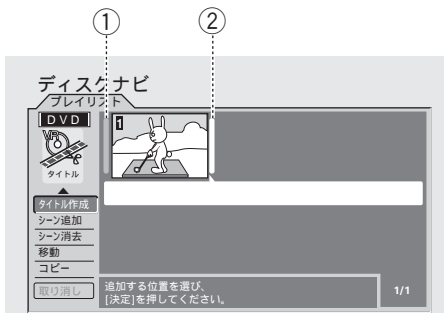 ① ②
ディスクナビ
プレイリスト
DVD
1
VR
タイトル
タイトル作成
シーン追加
シーン消去
移動
コピー
取り消し
追加する位置を選び、
[決定]を押してください。
1/1